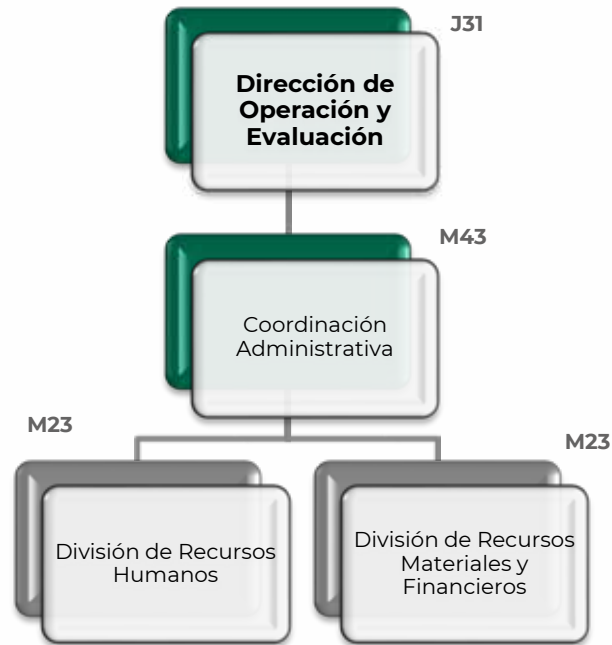 J31
Dirección de
Operación y
Evaluación
M43
Coordinación
Administrativa
M23
M23
División de Recursos
Humanos
División de Recursos
Materiales y
Financieros